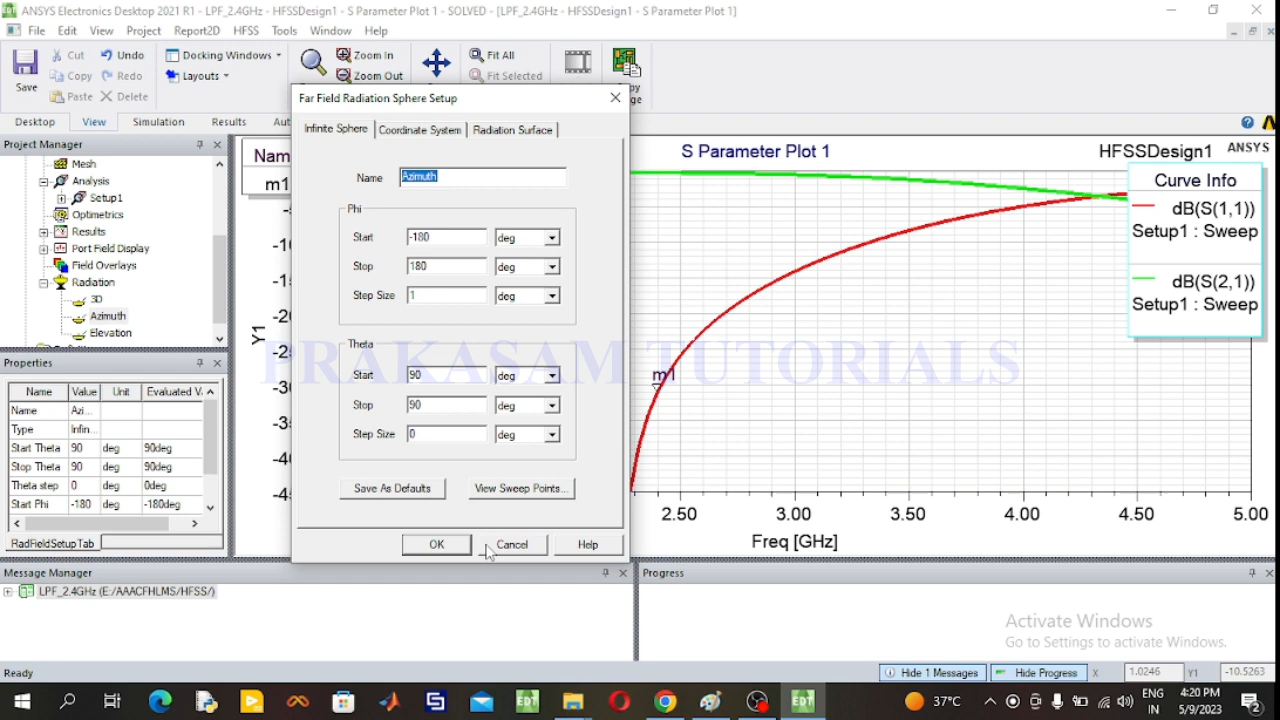 ANSYS Electronics Desktop 2021 R1 - LPF_2.4GHz - HFSSDesign1 - S Parameter Plot 1 - SOLVED - [LPF_2.4GHz - HFSSDesign1 - S Parameter Plot 1]
File Edit View Project Report2D HFSS Tools Window Help
Save Cut Undo Docking Windows Zoom In Fit All
Copy Redo Layouts Zoom Out Fit Selected
Paste Delete
Desktop View Simulation Results
Project Manager
Mesh
Analysis
Setup1
Optimetrics
Results
Port Field Display
Field Overlays
Radiation
3D
Azimuth
Elevation
Properties
Name Value Unit Evaluated V.
Name Azi...
Type Infin...
Start Theta 90 deg 90deg
Stop Theta 90 deg 90deg
Theta step 0 deg 0deg
Start Phi -180 deg -180deg
RadFieldSetupTab
Far Field Radiation Sphere Setup
Infinite Sphere Coordinate System Radiation Surface
Name Azimuth
Phi
Start -180 deg
Stop 180 deg
Step Size 1 deg
Theta
Start 90 deg
Stop 90 deg
Step Size 0 deg
Save As Defaults View Sweep Points...
OK Cancel Help
S Parameter Plot 1 HFSSDesign1 ANSYS
m1
Y1
Curve Info
dB(S(1,1))
Setup1 : Sweep
dB(S(2,1))
Setup1 : Sweep
m1
2.50 3.00 3.50 4.00 4.50 5.00
Freq [GHz]
PRAKASAM TUTORIALS
Message Manager
LPF_2.4GHz (E:/AAACFHLMS/HFSS/)
Progress
Activate Windows
Go to Settings to activate Windows.
Ready Hide 1 Messages Hide Progress X 1.0246 Y1 -10.5263
37°C ENG 4:20 PM
IN 5/9/2023 2